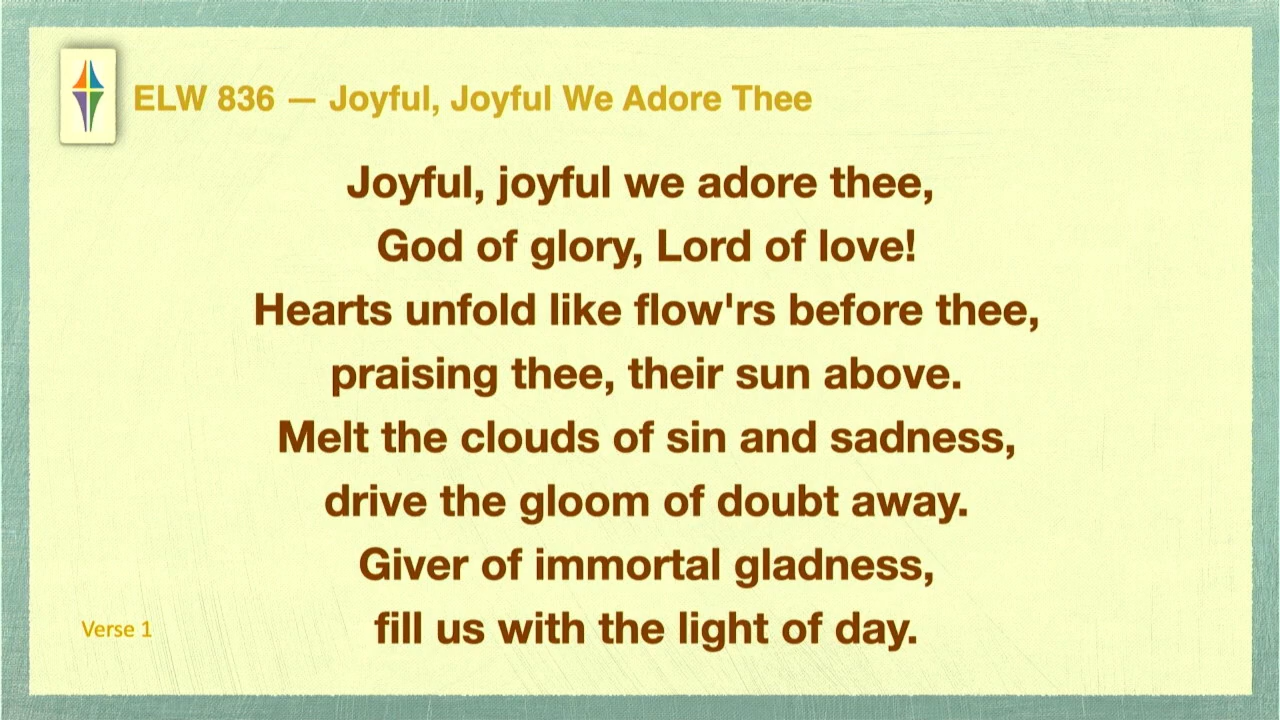 ELW 836 — Joyful, Joyful We Adore Thee
Joyful, joyful we adore thee,
God of glory, Lord of love!
Hearts unfold like flow'rs before thee,
praising thee, their sun above.
Melt the clouds of sin and sadness,
drive the gloom of doubt away.
Giver of immortal gladness,
fill us with the light of day.
Verse 1